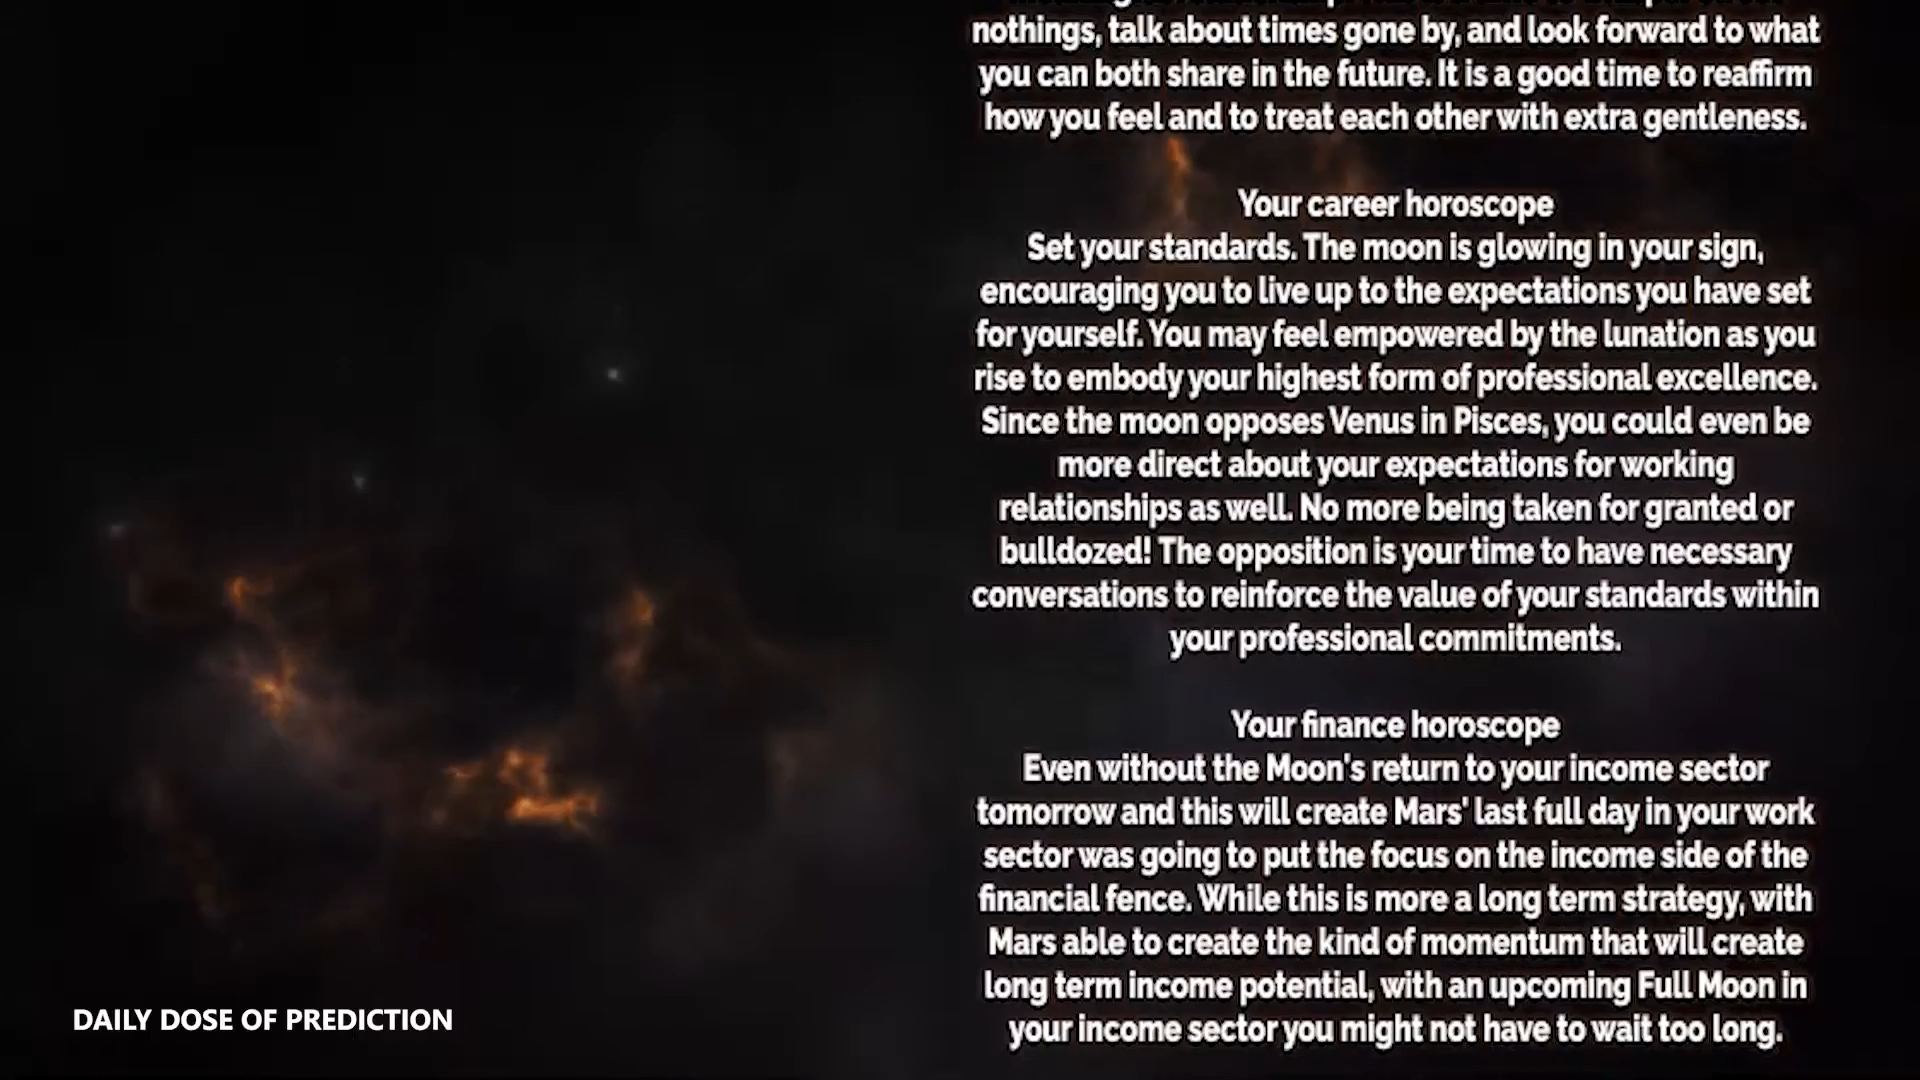 nothings, talk about times gone by, and look forward to what
you can both share in the future. It is a good time to reaffirm
how you feel and to treat each other with extra gentleness.
Your career horoscope
Set your standards. The moon is glowing in your sign,
encouraging you to live up to the expectations you have set
for yourself. You may feel empowered by the lunation as you
rise to embody your highest form of professional excellence.
Since the moon opposes Venus in Pisces, you could even be
more direct about your expectations for working
relationships as well. No more being taken for granted or
bulldozed! The opposition is your time to have necessary
conversations to reinforce the value of your standards within
your professional commitments.
Your finance horoscope
Even without the Moon's return to your income sector
tomorrow and this will create Mars' last full day in your work
sector was going to put the focus on the income side of the
financial fence. While this is more a long term strategy, with
Mars able to create the kind of momentum that will create
long term income potential, with an upcoming Full Moon in
your income sector you might not have to wait too long.
DAILY DOSE OF PREDICTION